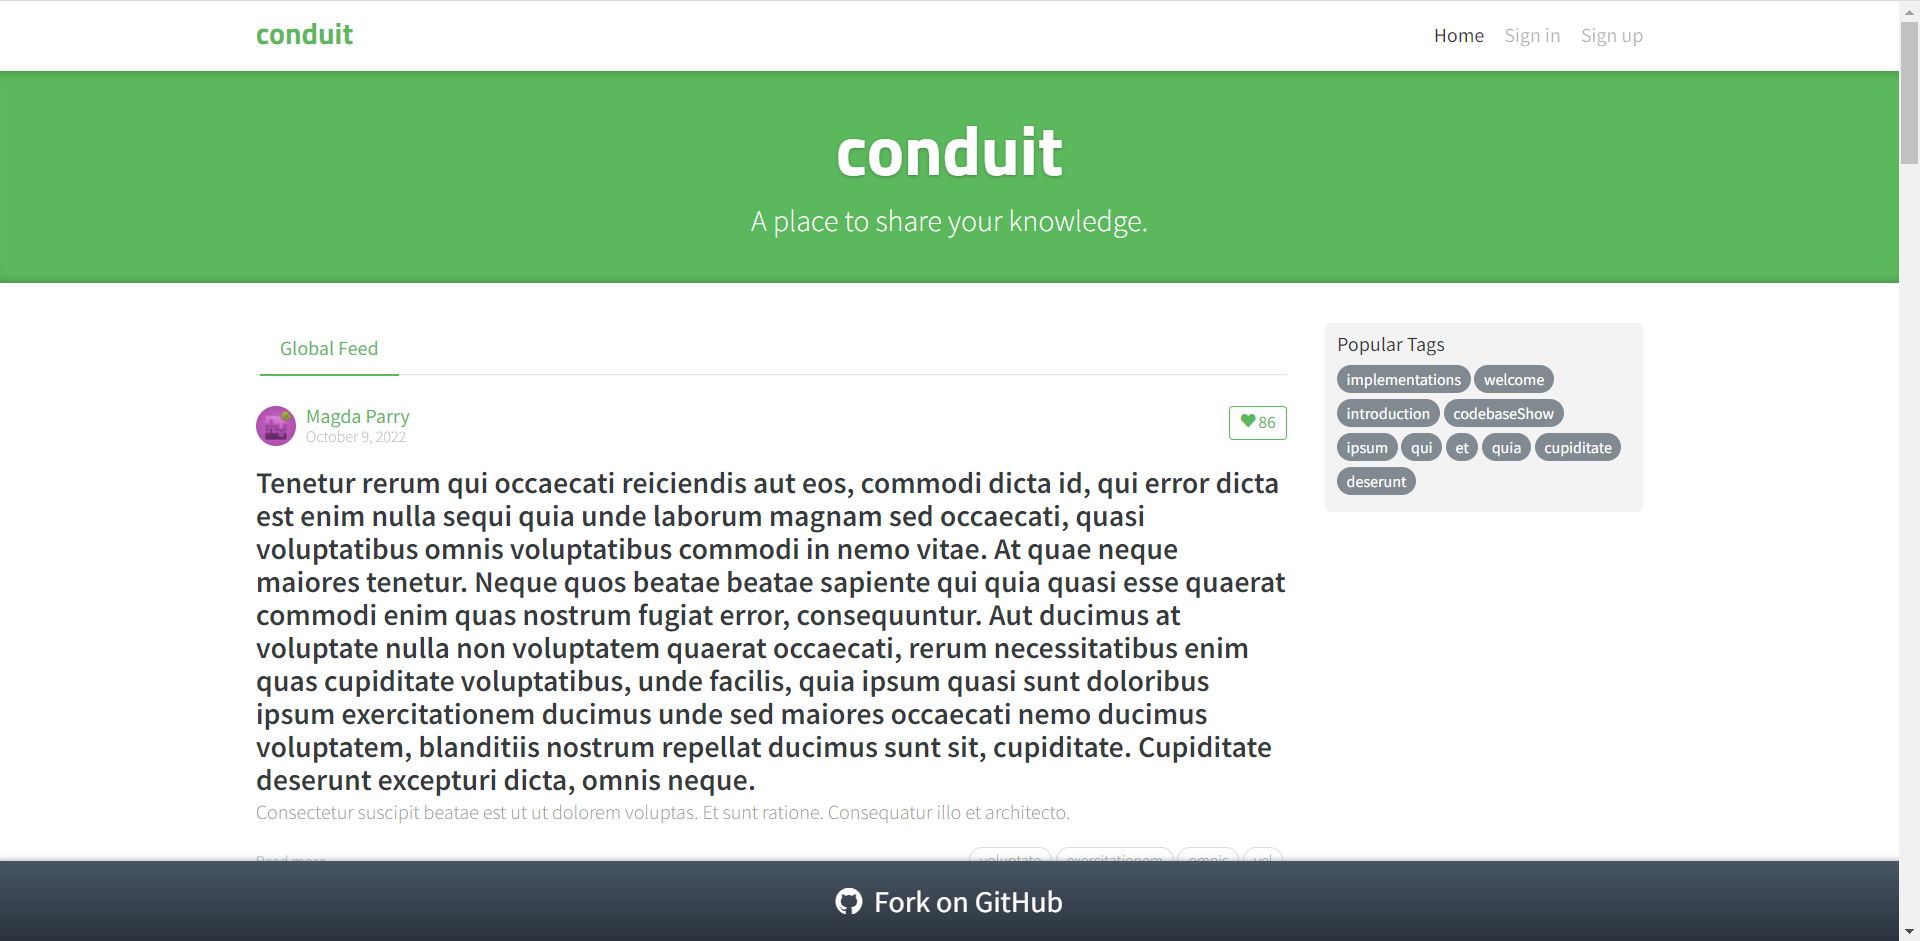 conduit
Home Sign in Sign up
conduit
A place to share your knowledge.
Global Feed
Magda Parry
October 9, 2022
86
Tenetur rerum qui occaecati reiciendis aut eos, commodi dicta id, qui error dicta
est enim nulla sequi quia unde laborum magnam sed occaecati, quasi
voluptatibus omnis voluptatibus commodi in nemo vitae. At quae neque
maiores tenetur. Neque quos beatae beatae sapiente qui quia quasi esse quaerat
commodi enim quas nostrum fugiat error, consequuntur. Aut ducimus at
voluptate nulla non voluptatem quaerat occaecati, rerum necessitatibus enim
quas cupiditate voluptatibus, unde facilis, quia ipsum quasi sunt doloribus
ipsum exercitationem ducimus unde sed maiores occaecati nemo ducimus
voluptatem, blanditiis nostrum repellat ducimus sunt sit, cupiditate. Cupiditate
deserunt excepturi dicta, omnis neque.
Consectetur suscipit beatae est ut ut dolorem voluptas. Et sunt ratione. Consequatur illo et architecto.
Read more...
voluptate exercitationem omnis vel
Popular Tags
implementations welcome
introduction codebaseShow
ipsum qui et quia cupiditate
deserunt
Fork on GitHub